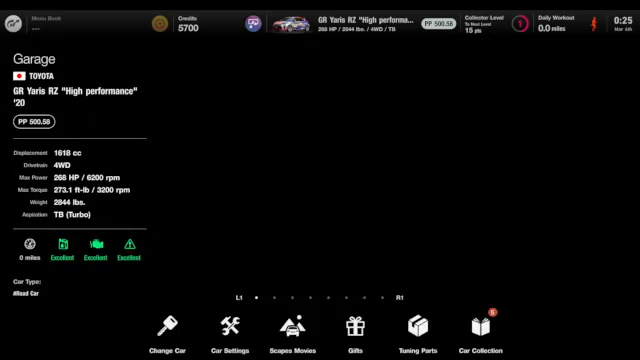 Menu Book
---
Credits
5700
GR Yaris RZ "High performa...
268 HP / 2844 lbs. / 4WD / TB
PP 500.58
Collector Level
To Next Level
15 pts
1
Daily Workout
0.0 miles
0:25
Mar 4th
Garage
TOYOTA
GR Yaris RZ "High performance"
'20
PP 500.58
Displacement 1618 cc
Drivetrain 4WD
Max Power 268 HP / 6200 rpm
Max Torque 273.1 ft-lb / 3200 rpm
Weight 2844 lbs.
Aspiration TB (Turbo)
0 miles Excellent Excellent Excellent
Car Type:
#Road Car
L1 R1
5
Change Car Car Settings Scapes Movies Gifts Tuning Parts Car Collection